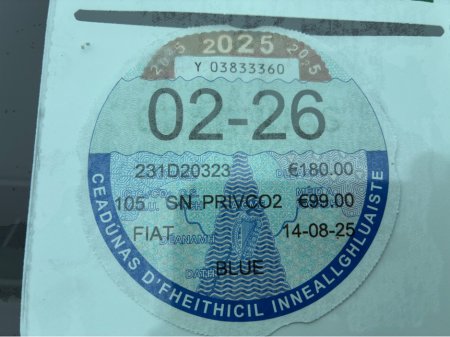 2025 2025 2025
Y 03833360
02-26
231D20323 €180.00
105 SN PRIVCO2 €99.00
FIAT 14-08-25
BLUE
CEADÚNAS D'FHEITHICIL INNEALLGHLUAISTE